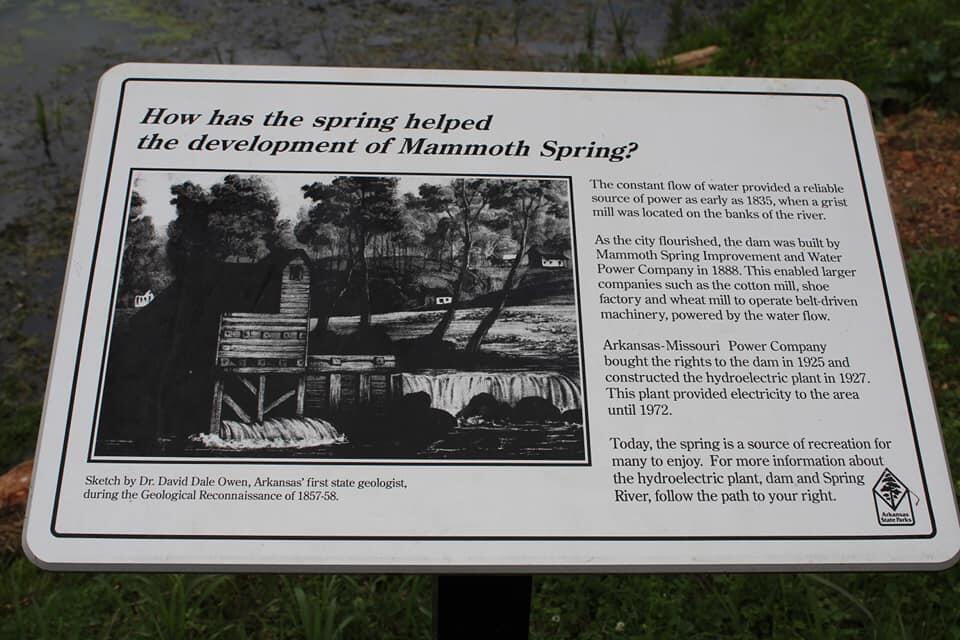 How has the spring helped
the development of Mammoth Spring?
The constant flow of water provided a reliable
source of power as early as 1835, when a grist
mill was located on the banks of the river.
As the city flourished, the dam was built by
Mammoth Spring Improvement and Water
Power Company in 1888. This enabled larger
companies such as the cotton mill, shoe
factory and wheat mill to operate belt-driven
machinery, powered by the water flow.
Arkansas-Missouri Power Company
bought the rights to the dam in 1925 and
constructed the hydroelectric plant in 1927.
This plant provided electricity to the area
until 1972.
Today, the spring is a source of recreation for
many to enjoy. For more information about
the hydroelectric plant, dam and Spring
River, follow the path to your right.
Sketch by Dr. David Dale Owen, Arkansas' first state geologist,
during the Geological Reconnaissance of 1857-58.
Arkansas
State Parks